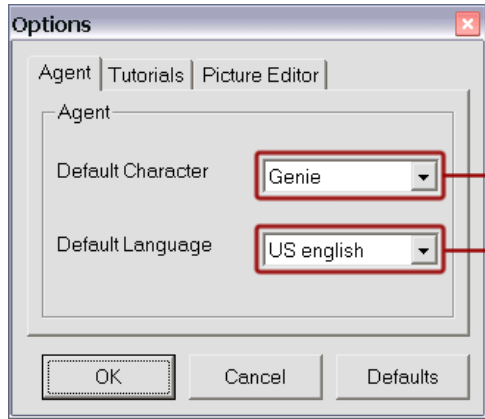 Options
Agent Tutorials Picture Editor
Agent
Default Character Genie
Default Language US english
OK Cancel Defaults